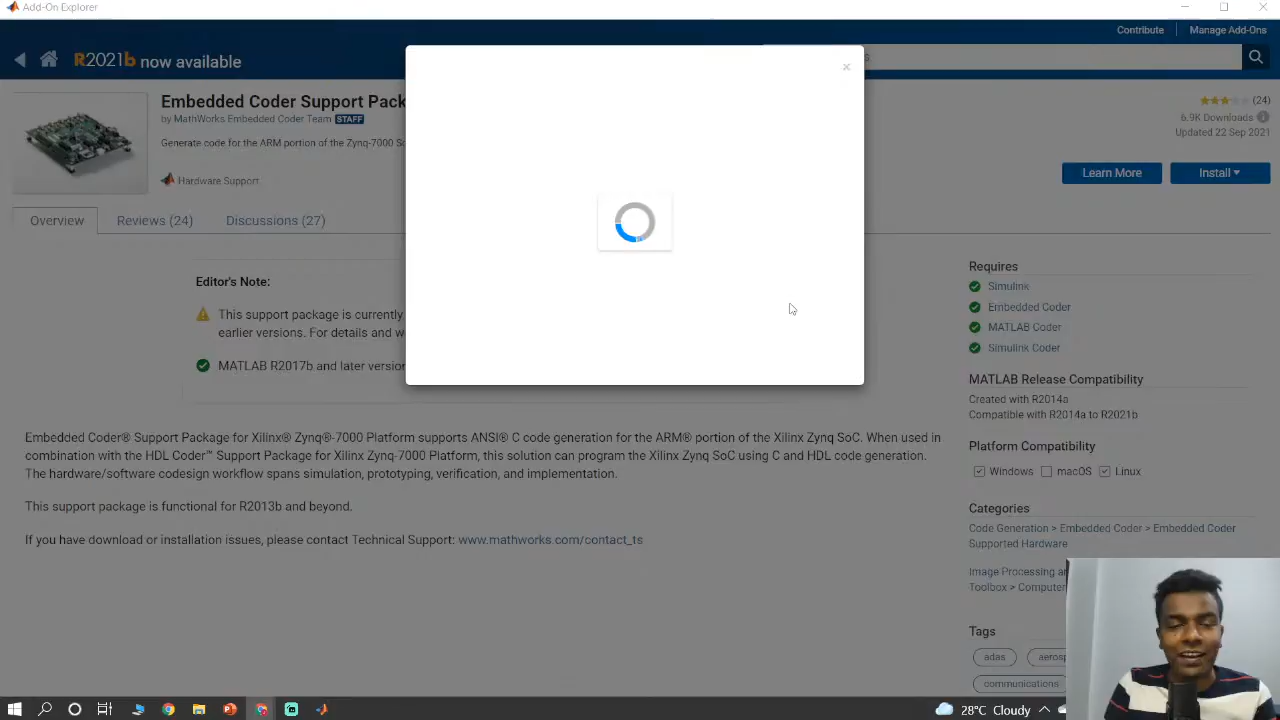 Add-On Explorer
Contribute
Manage Add-Ons
R2021b now available
Embedded Coder Support Pack
by MathWorks Embedded Coder Team STAFF
Generate code for the ARM portion of the Zynq-7000 So
Hardware Support
(24)
6.9K Downloads
Updated 22 Sep 2021
Learn More
Install
Overview
Reviews (24)
Discussions (27)
Editor's Note:
This support package is currently
earlier versions. For details and w
MATLAB R2017b and later versio
Embedded Coder® Support Package for Xilinx® Zynq®-7000 Platform supports ANSI® C code generation for the ARM® portion of the Xilinx Zynq SoC. When used in
combination with the HDL Coder™ Support Package for Xilinx Zynq-7000 Platform, this solution can program the Xilinx Zynq SoC using C and HDL code generation.
The hardware/software codesign workflow spans simulation, prototyping, verification, and implementation.
This support package is functional for R2013b and beyond.
If you have download or installation issues, please contact Technical Support: www.mathworks.com/contact_ts
Requires
Simulink
Embedded Coder
MATLAB Coder
Simulink Coder
MATLAB Release Compatibility
Created with R2014a
Compatible with R2014a to R2021b
Platform Compatibility
Windows
macOS
Linux
Categories
Code Generation > Embedded Coder > Embedded Coder
Supported Hardware
Image Processing an
Toolbox > Computer
Tags
adas
aerosp
communications
28°C Cloudy